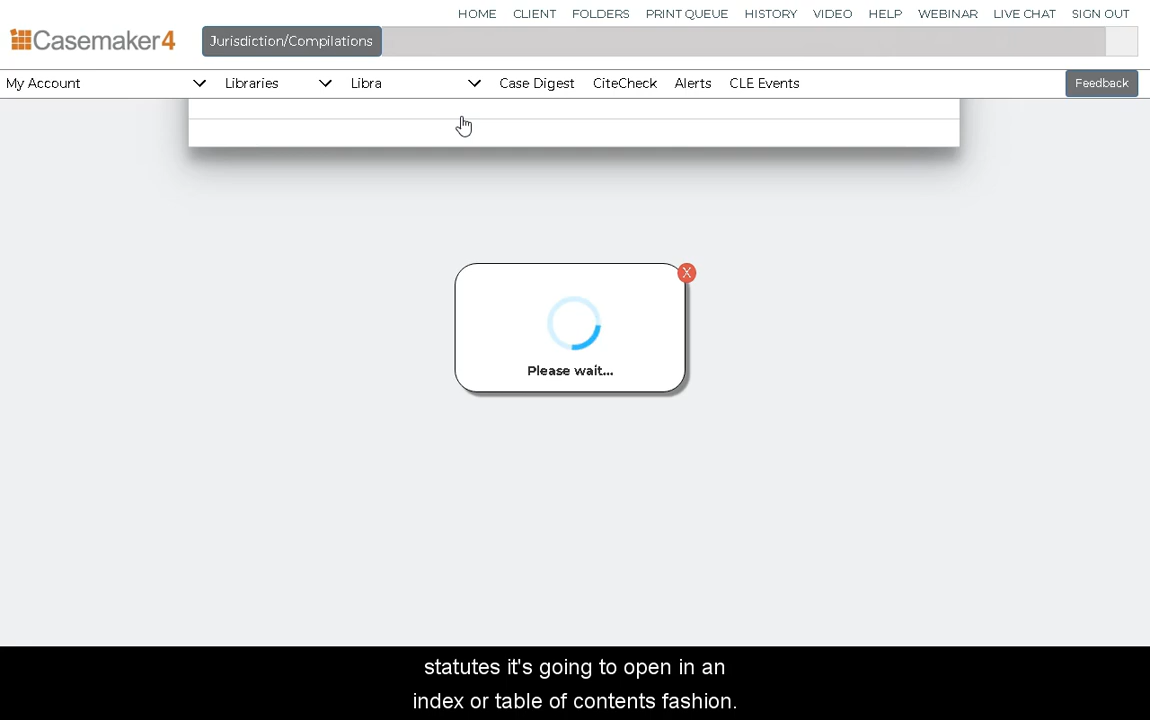 HOME CLIENT FOLDERS PRINT QUEUE HISTORY VIDEO HELP WEBINAR LIVE CHAT SIGN OUT
Casemaker4 Jurisdiction/Compilations
My Account Libraries Libra Case Digest CiteCheck Alerts CLE Events Feedback
X
Please wait...
statutes it's going to open in an
index or table of contents fashion.